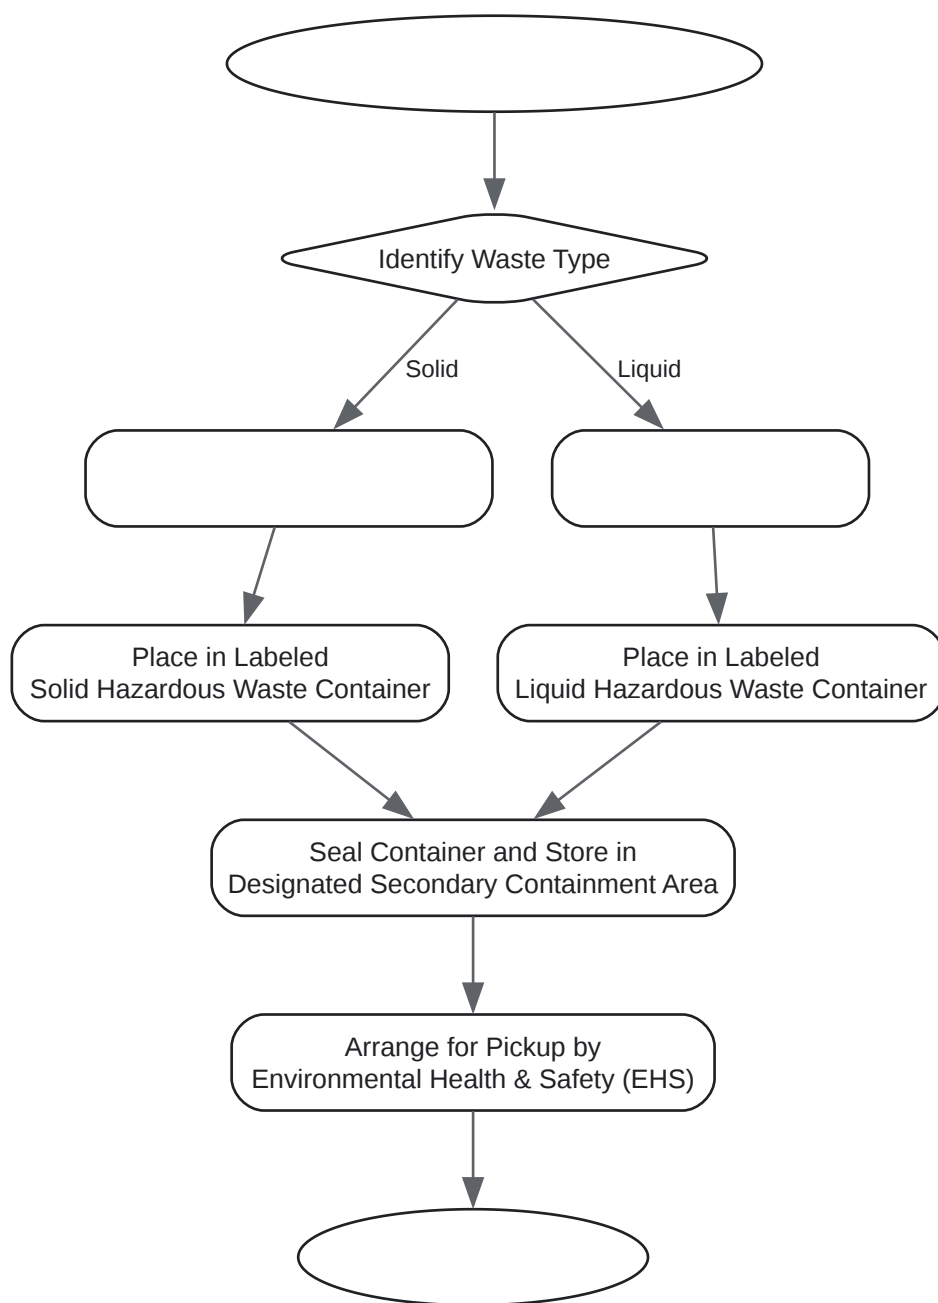 Identify Waste Type
Solid
Liquid
Place in Labeled
Solid Hazardous Waste Container
Place in Labeled
Liquid Hazardous Waste Container
Seal Container and Store in
Designated Secondary Containment Area
Arrange for Pickup by
Environmental Health & Safety (EHS)